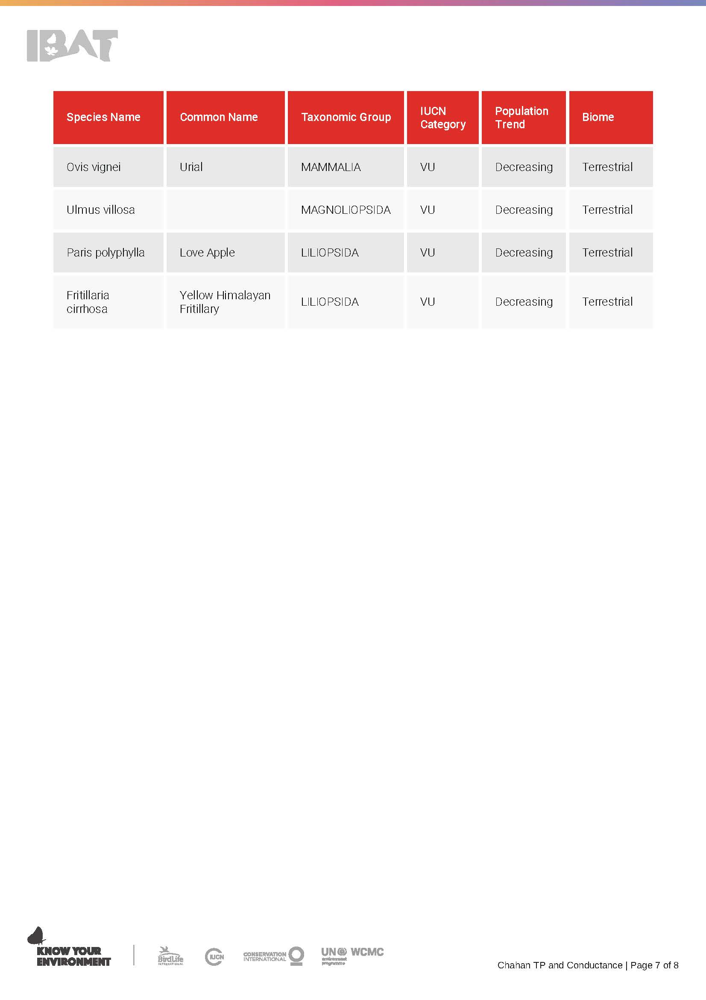 IBAT
Species Name Common Name Taxonomic Group IUCN Category Population Trend Biome
Ovis vignei Urial MAMMALIA VU Decreasing Terrestrial
Ulmus villosa MAGNOLIOPSIDA VU Decreasing Terrestrial
Paris polyphylla Love Apple LILIOPSIDA VU Decreasing Terrestrial
Fritillaria cirrhosa Yellow Himalayan Fritillary LILIOPSIDA VU Decreasing Terrestrial
KNOW YOUR
ENVIRONMENT
BirdLife
INTERNATIONAL
IUCN
CONSERVATION
INTERNATIONAL
UN WCMC
environment
programme
Chahan TP and Conductance | Page 7 of 8